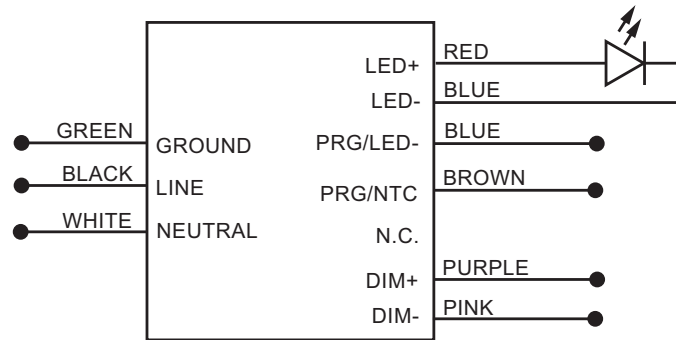 GREEN GROUND
BLACK LINE
WHITE NEUTRAL
LED+ RED
LED- BLUE
PRG/LED- BLUE
PRG/NTC BROWN
N.C.
DIM+ PURPLE
DIM- PINK